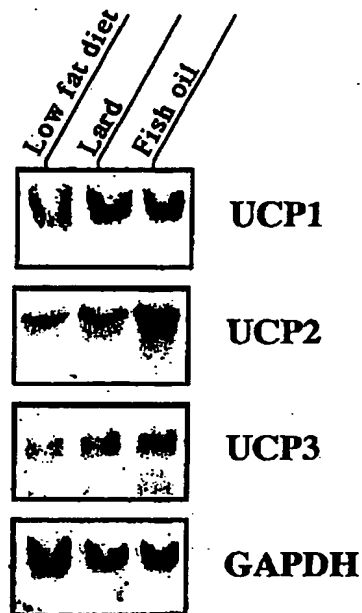 Low fat diet
Lard
Fish oil
UCP1
UCP2
UCP3
GAPDH